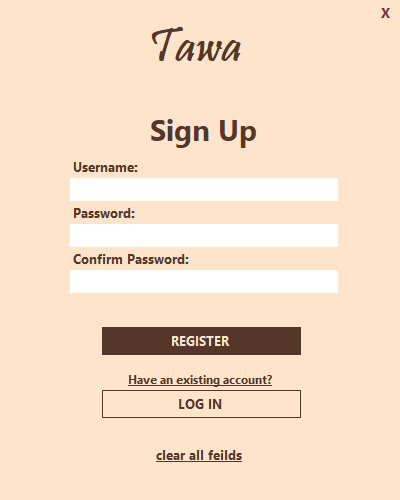 X
Tawa
Sign Up
Username:
Password:
Confirm Password:
REGISTER
Have an existing account?
LOG IN
clear all feilds